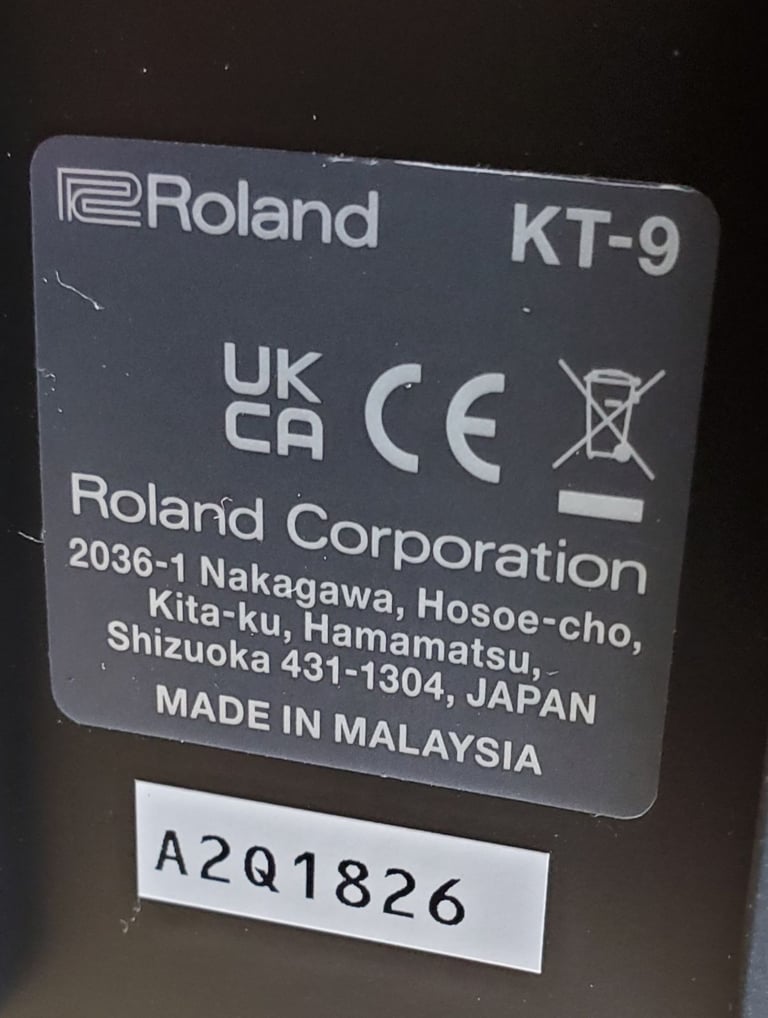 Roland KT-9
UK
CA CE
Roland Corporation
2036-1 Nakagawa, Hosoe-cho,
Kita-ku, Hamamatsu,
Shizuoka 431-1304, JAPAN
MADE IN MALAYSIA
A2Q1826